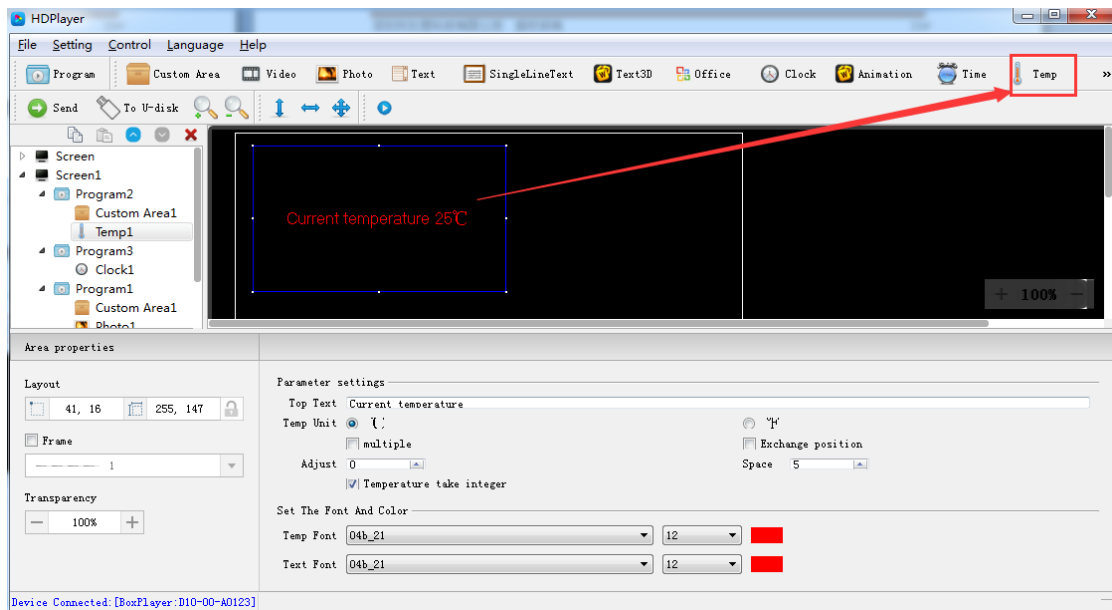 HDPlayer
File Setting Control Language Help
Program Custom Area Video Photo Text SingleLineText Text3D Office Clock Animation Time Temp »
Send To U-disk
Screen
Screen1
Program2
Custom Area1
Temp1
Program3
Clock1
Program1
Custom Area1
Photo1
Current temperature 25℃
+ 100% −
Area properties
Layout
41, 16 255, 147
Frame
1
Transparency
— 100% +
Parameter settings
Top Text Current temperature
Temp Unit
multiple Exchange position
Adjust 0 Space 5
Temperature take integer
Set The Font And Color
Temp Font 04b_21 12
Text Font 04b_21 12
Device Connected:[BoxPlayer:D10-00-A0123]